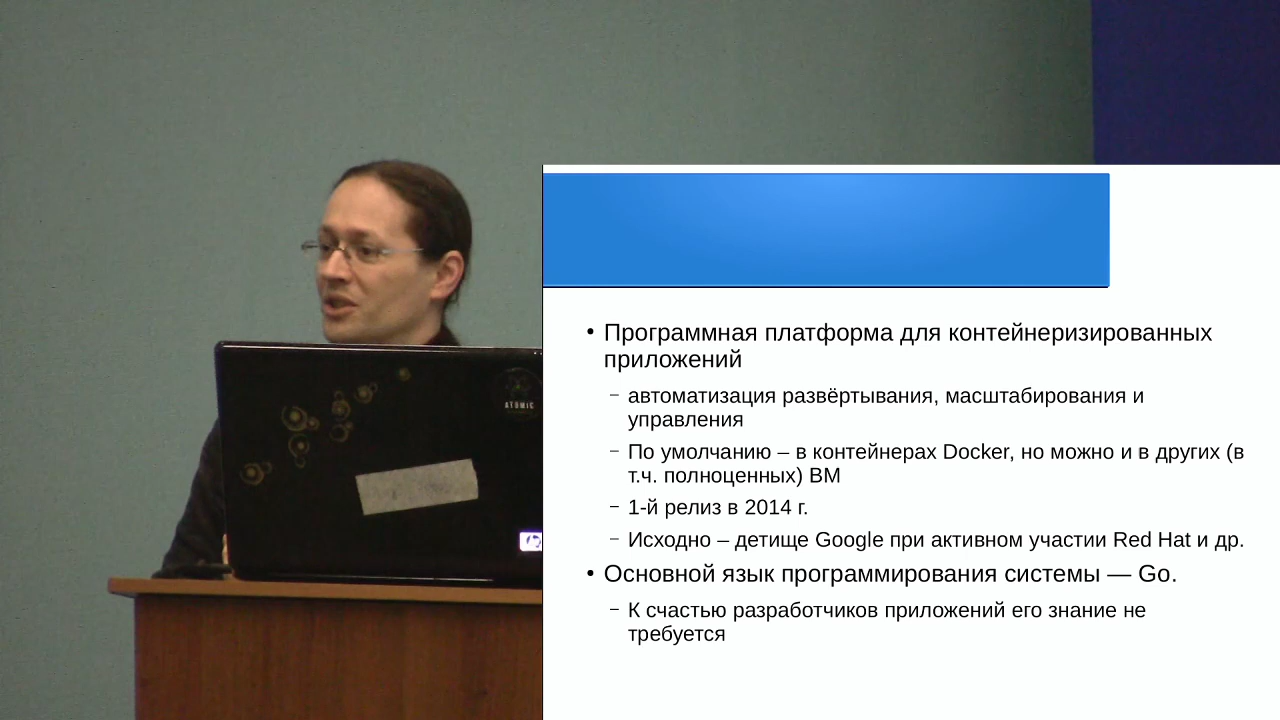 Программная платформа для контейнеризированных
приложений
автоматизация развёртывания, масштабирования и
управления
По умолчанию – в контейнерах Docker, но можно и в других (в
т.ч. полноценных) ВМ
1-й релиз в 2014 г.
Исходно – детище Google при активном участии Red Hat и др.
Основной язык программирования системы — Go.
К счастью разработчиков приложений его знание не
требуется
ATOMIC
hp